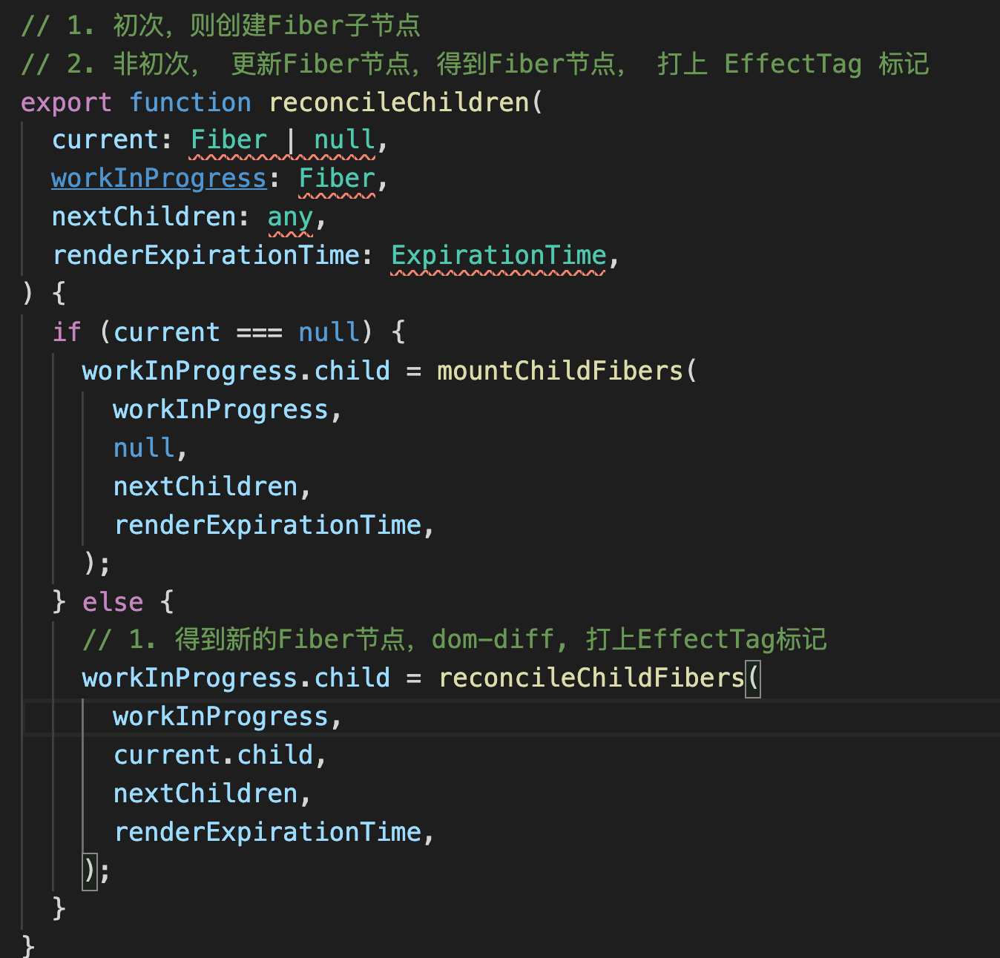 // 1. 初次，则创建Fiber子节点
// 2. 非初次， 更新Fiber节点，得到Fiber节点， 打上 EffectTag 标记
export function reconcileChildren(
  current: Fiber | null,
  workInProgress: Fiber,
  nextChildren: any,
  renderExpirationTime: ExpirationTime,
) {
  if (current === null) {
    workInProgress.child = mountChildFibers(
      workInProgress,
      null,
      nextChildren,
      renderExpirationTime,
    );
  } else {
    // 1. 得到新的Fiber节点，dom-diff, 打上EffectTag标记
    workInProgress.child = reconcileChildFibers(
      workInProgress,
      current.child,
      nextChildren,
      renderExpirationTime,
    );
  }
}